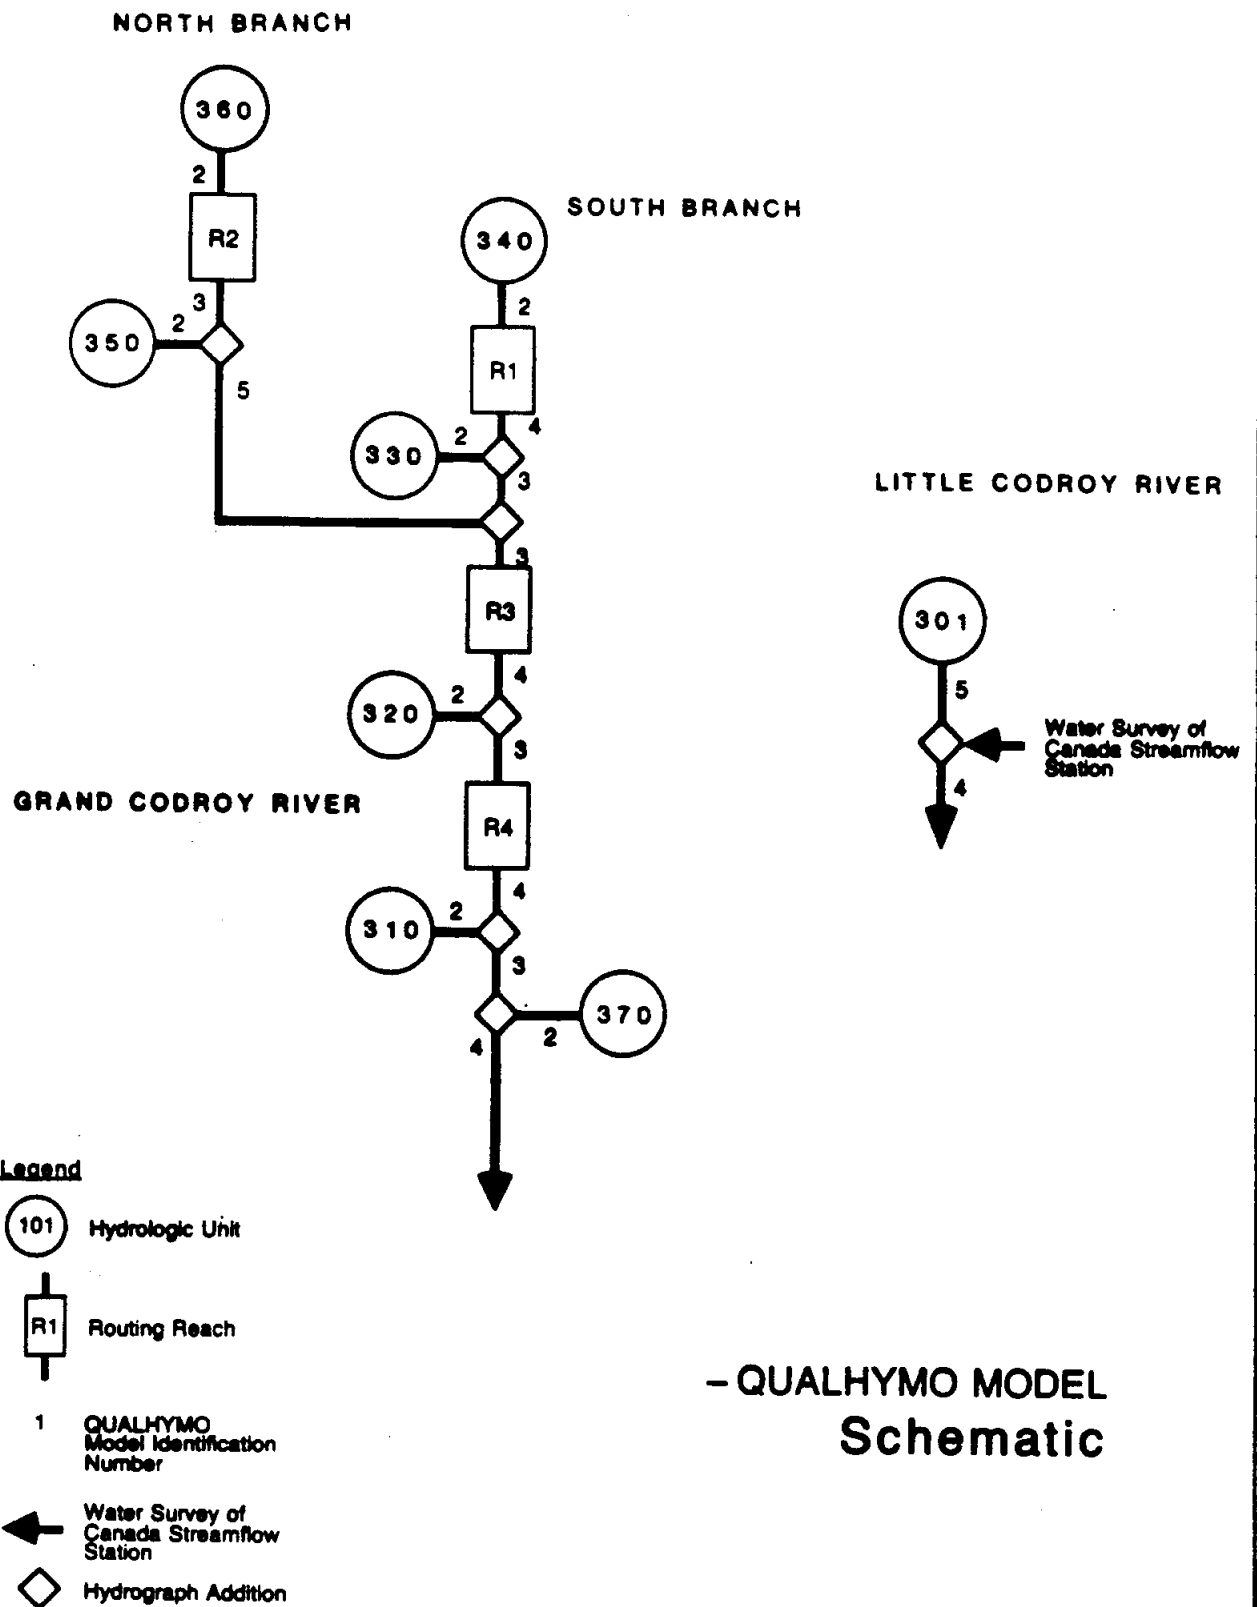 NORTH BRANCH
360
2
SOUTH BRANCH
R2
340
3
2
2
350
R1
5
4
2
330
3
LITTLE CODROY RIVER
3
R3
301
4
5
2
320
Water Survey of
Canada Streamflow
Station
3
4
GRAND CODROY RIVER
R4
4
2
310
3
370
2
4
Legend
101
Hydrologic Unit
R1
Routing Reach
1
QUALHYMO
Model Identification
Number
- QUALHYMO MODEL
Schematic
Water Survey of
Canada Streamflow
Station
Hydrograph Addition